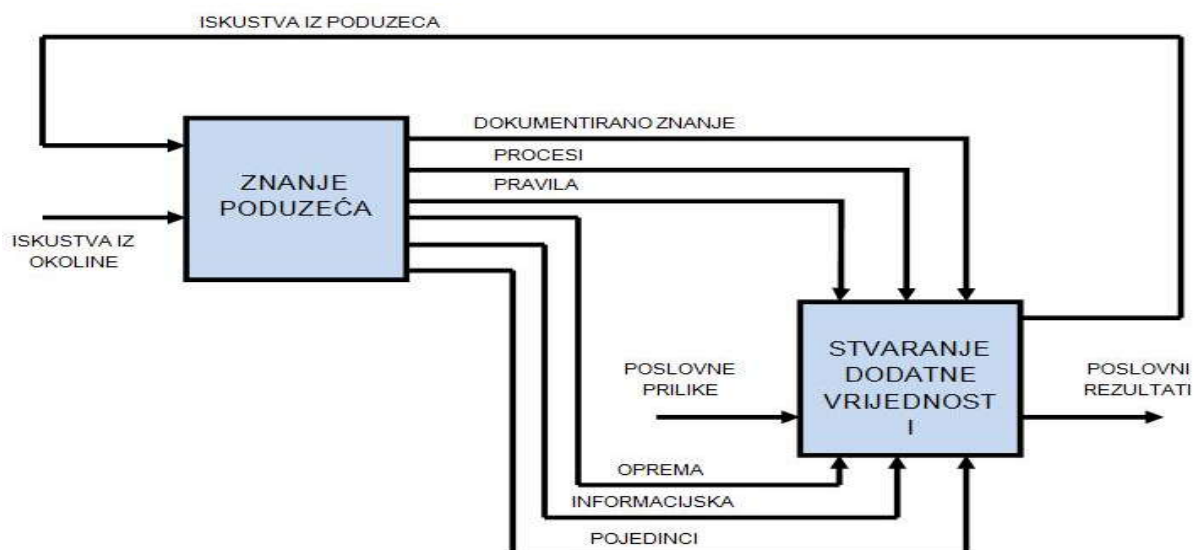 ISKUSTVA IZ PODUZECA
DOKUMENTIRANO ZNANJE
PROCESI
PRAVILA
ZNANJE
PODUZEĆA
ISKUSTVA IZ
OKOLINE
POSLOVNE
PRILIKE
STVARANJE
DODATNE
VRIJEDNOST
I
POSLOVNI
REZULTATI
OPREMA
INFORMACIJSKA
POJEDINCI